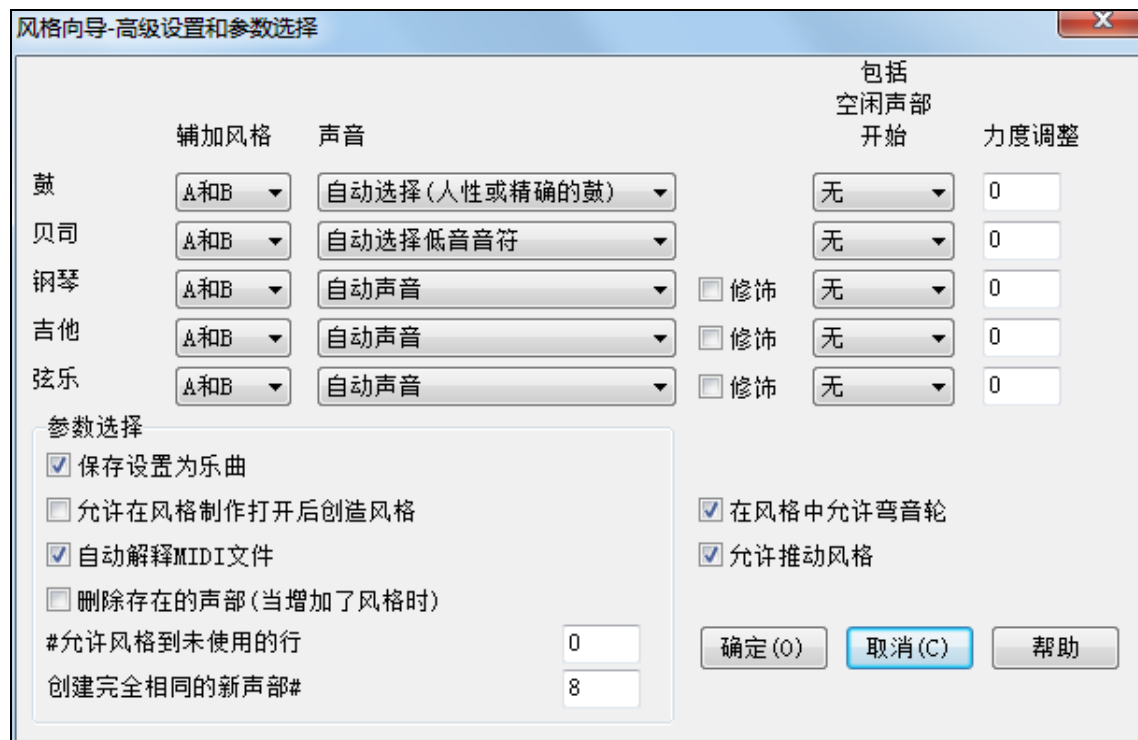 风格向导-高级设置和参数选择
包括
空闲声部
辅加风格 声音 开始 力度调整
鼓 A和B 自动选择(人性或精确的鼓) 无 0
贝司 A和B 自动选择低音音符 无 0
钢琴 A和B 自动声音 修饰 无 0
吉他 A和B 自动声音 修饰 无 0
弦乐 A和B 自动声音 修饰 无 0
参数选择
保存设置为乐曲
允许在风格制作打开后创造风格 在风格中允许弯音轮
自动解释MIDI文件 允许推动风格
删除存在的声部(当增加了风格时)
#允许风格到未使用的行 0 确定(O) 取消(C) 帮助
创建完全相同的新声部# 8